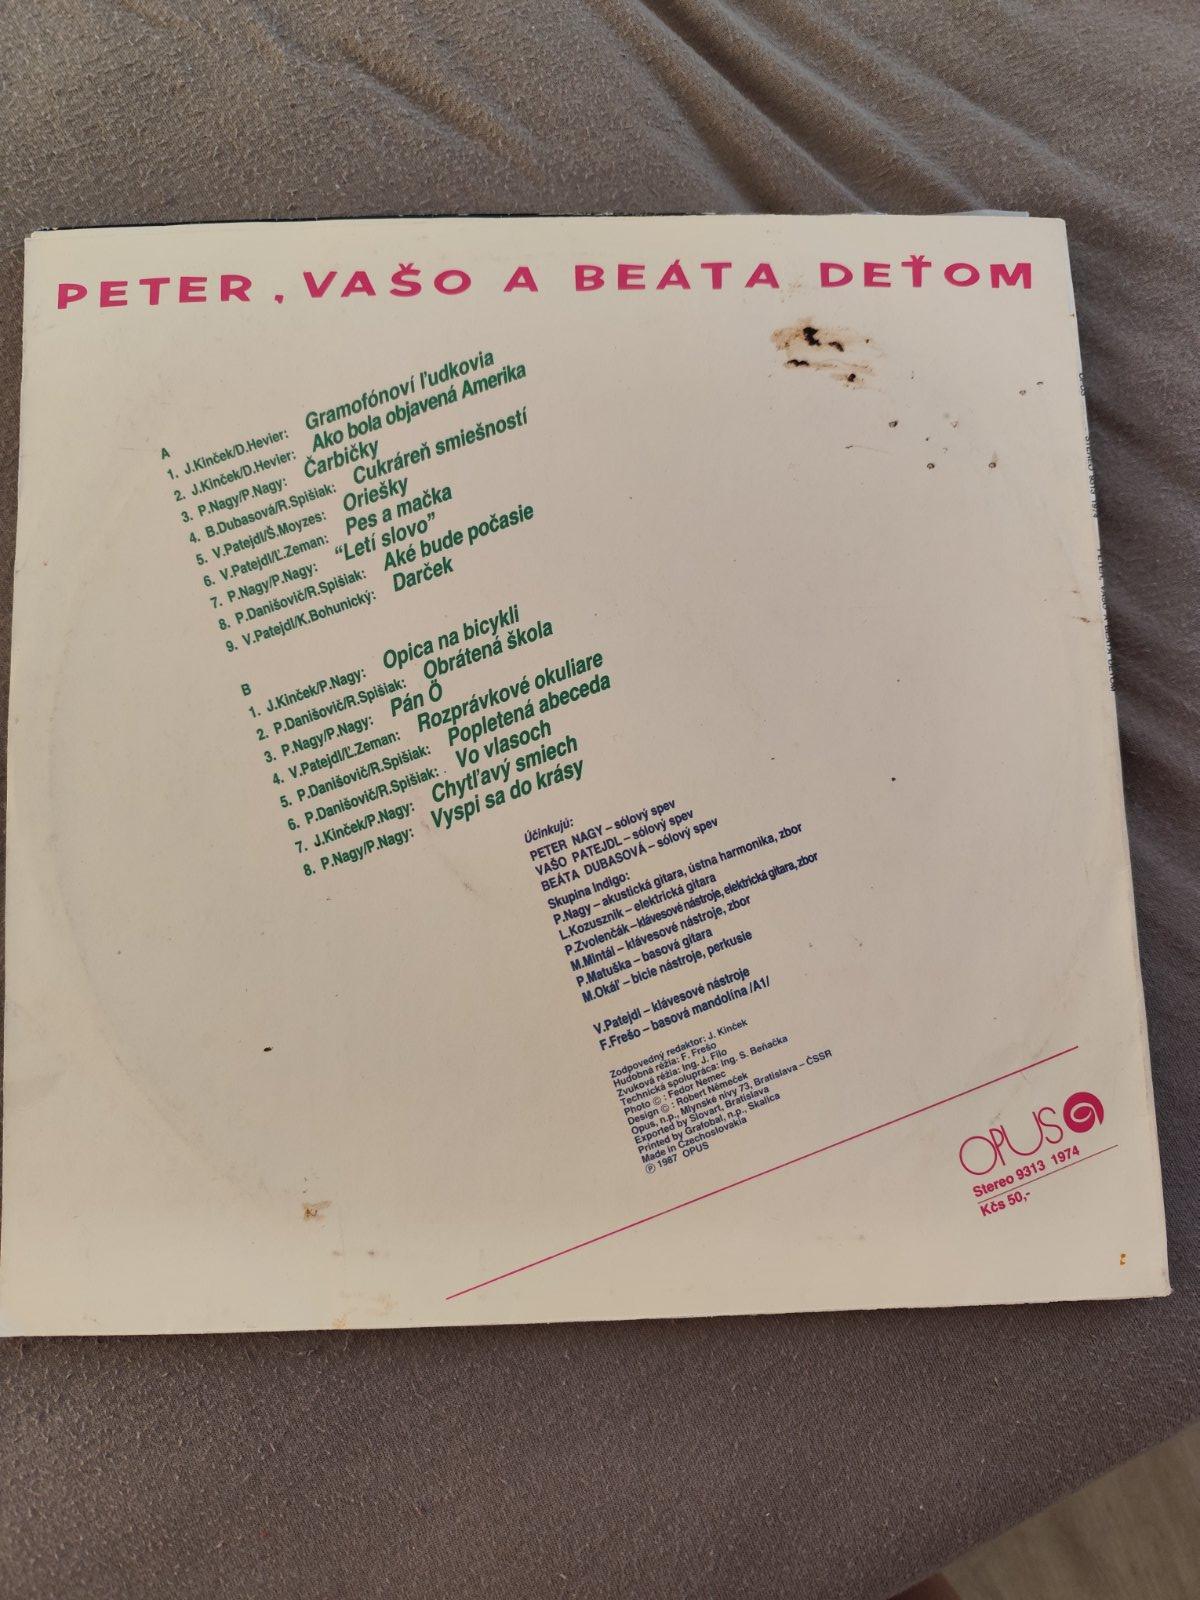 PETER, VAŠO A BEÁTA DEŤOM
A
1. J.Kinček/D.Hevier: Gramofónoví ľudkovia
2. J.Kinček/D.Hevier: Ako bola objavená Amerika
3. P.Nagy/P.Nagy: Čarbičky
4. B.Dubasová/R.Spišiak: Cukráreň smiešností
5. V.Patejdl/Š.Moyzes: Oriešky
6. V.Patejdl/Ľ.Zeman: Pes a mačka
7. P.Nagy/P.Nagy: “Letí slovo”
8. P.Danišovič/R.Spišiak: Aké bude počasie
9. V.Patejdl/K.Bohunický: Darček
B
1. J.Kinček/P.Nagy: Opica na bicykli
2. P.Danišovič/R.Spišiak: Obrátená škola
3. P.Nagy/P.Nagy: Pán Ö
4. V.Patejdl/Ľ.Zeman: Rozprávkové okuliare
5. P.Danišovič/R.Spišiak: Popletená abeceda
6. P.Danišovič/R.Spišiak: Vo vlasoch
7. J.Kinček/P.Nagy: Chytľavý smiech
8. P.Nagy/P.Nagy: Vyspi sa do krásy
Účinkujú:
PETER NAGY – sólový spev
VAŠO PATEJDL – sólový spev
BEÁTA DUBASOVÁ – sólový spev
Skupina Indigo:
P.Nagy – akustická gitara, ústna harmonika, zbor
L.Kozusznik – elektrická gitara
P.Zvolenčák – klávesové nástroje, elektrická gitara, zbor
M.Mintál – klávesové nástroje, zbor
P.Matuška – basová gitara
M.Okáľ – bicie nástroje, perkusie
V.Patejdl – klávesové nástroje
F.Frešo – basová mandolína /A1/
Zodpovedný redaktor: J. Kinček
Hudobná réžia: F. Frešo
Zvuková réžia: Ing. J. Filo
Technická spolupráca: Ing. S. Beňačka
Photo © : Fedor Nemec
Design © : Robert Németek
Opus, n.p., Mlynské nivy 73, Bratislava – ČSSR
Exported by Slovart, Bratislava
Printed by Grafobal, n.p., Skalica
Made in Czechoslovakia
℗ 1987 OPUS
OPUS
Stereo 9313 1974
Kčs 50,-